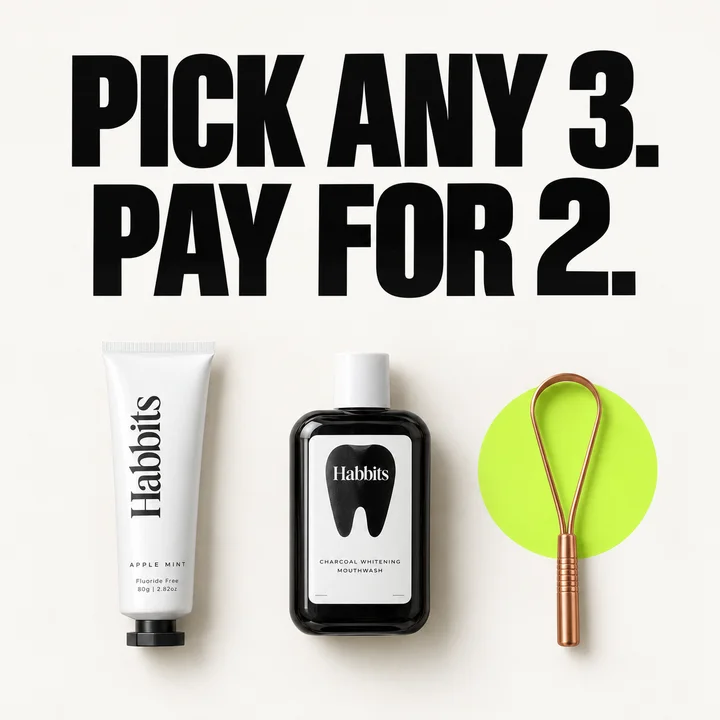 PICK ANY 3.
PAY FOR 2.
Habbits
APPLE MINT
Fluoride Free
80g | 2.82oz
Habbits
CHARCOAL WHITENING
MOUTHWASH